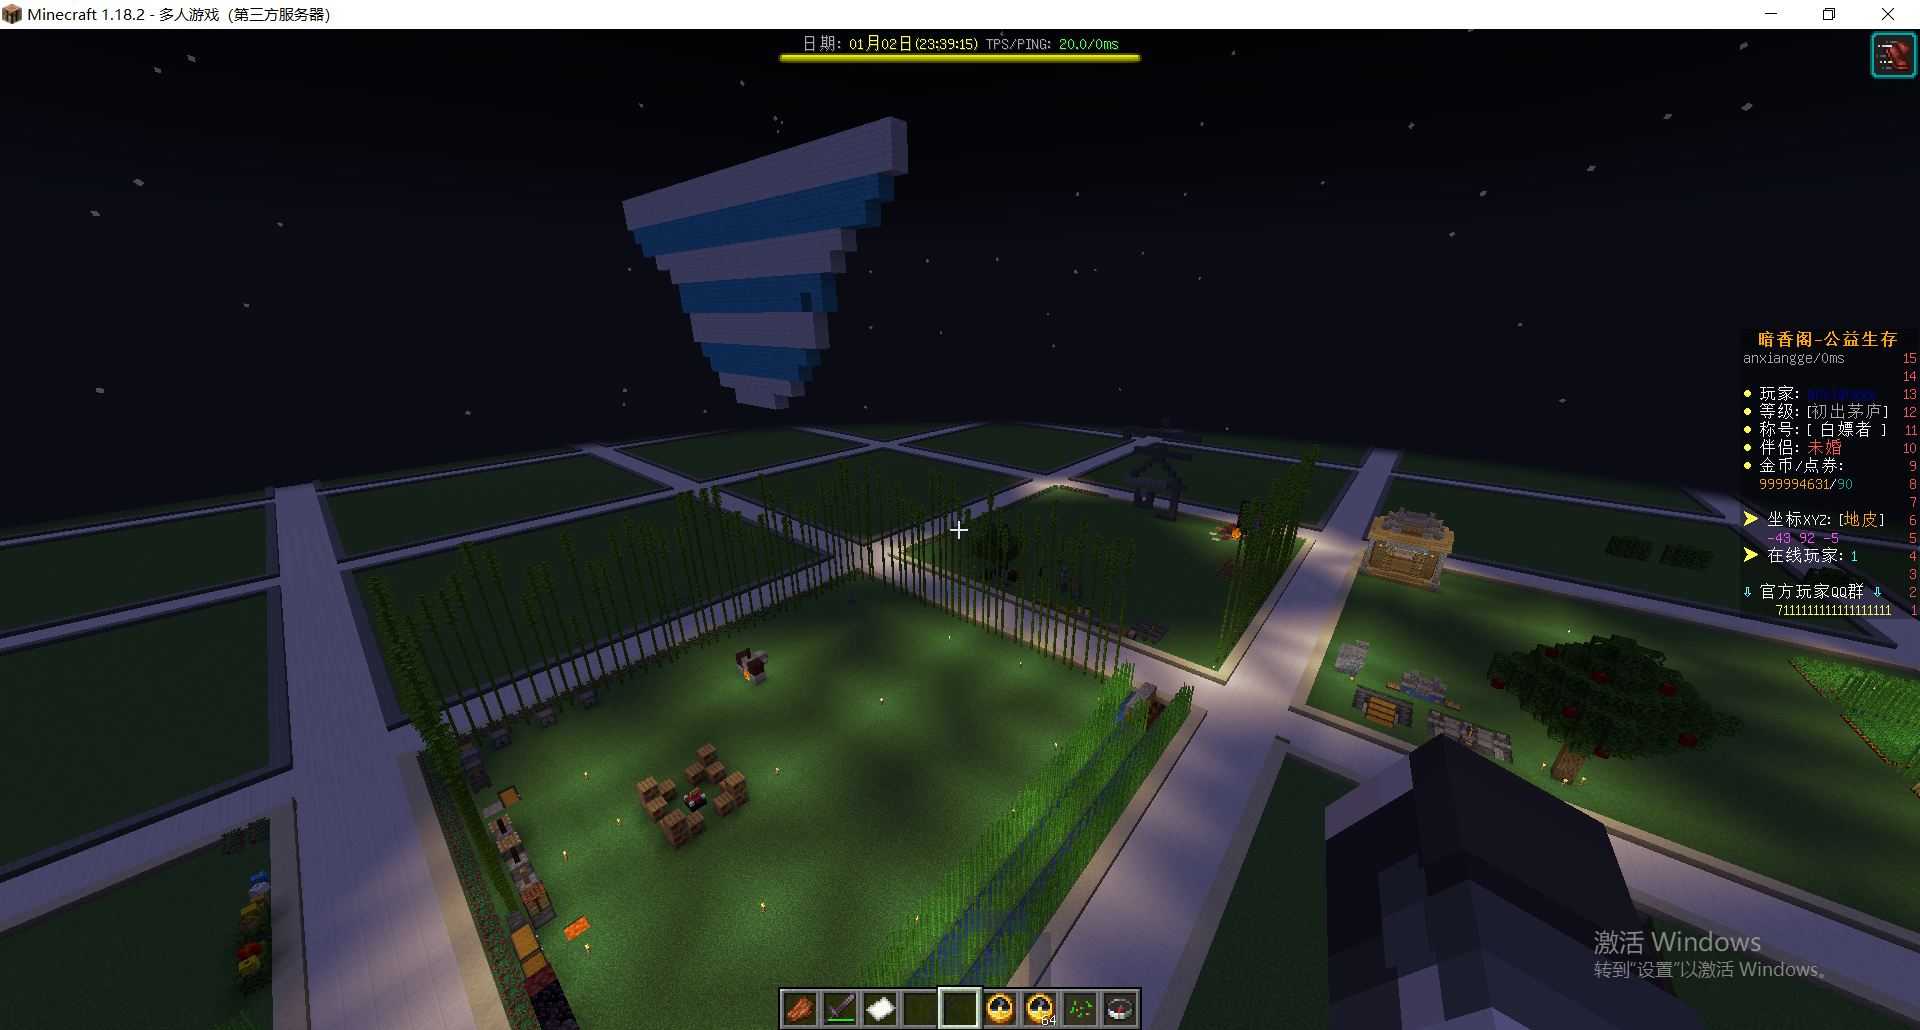 Minecraft 1.18.2 - 多人游戏（第三方服务器）
日期: 01月02日(23:39:15) TPS/PING: 20.0/0ms
暗香阁-公益生存
anxiangge/0ms 15
14
玩家: anxiangge 13
等级: [初出茅庐] 12
称号: [ 白嫖者 ] 11
伴侣: 未婚 10
金币/点券: 9
999994631/90 8
7
坐标XYZ: [地皮] 6
-43 92 -5 5
在线玩家: 1 4
3
⇩ 官方玩家QQ群 ⇩ 2
7111111111111111111 1
激活 Windows
转到"设置"以激活 Windows。
64